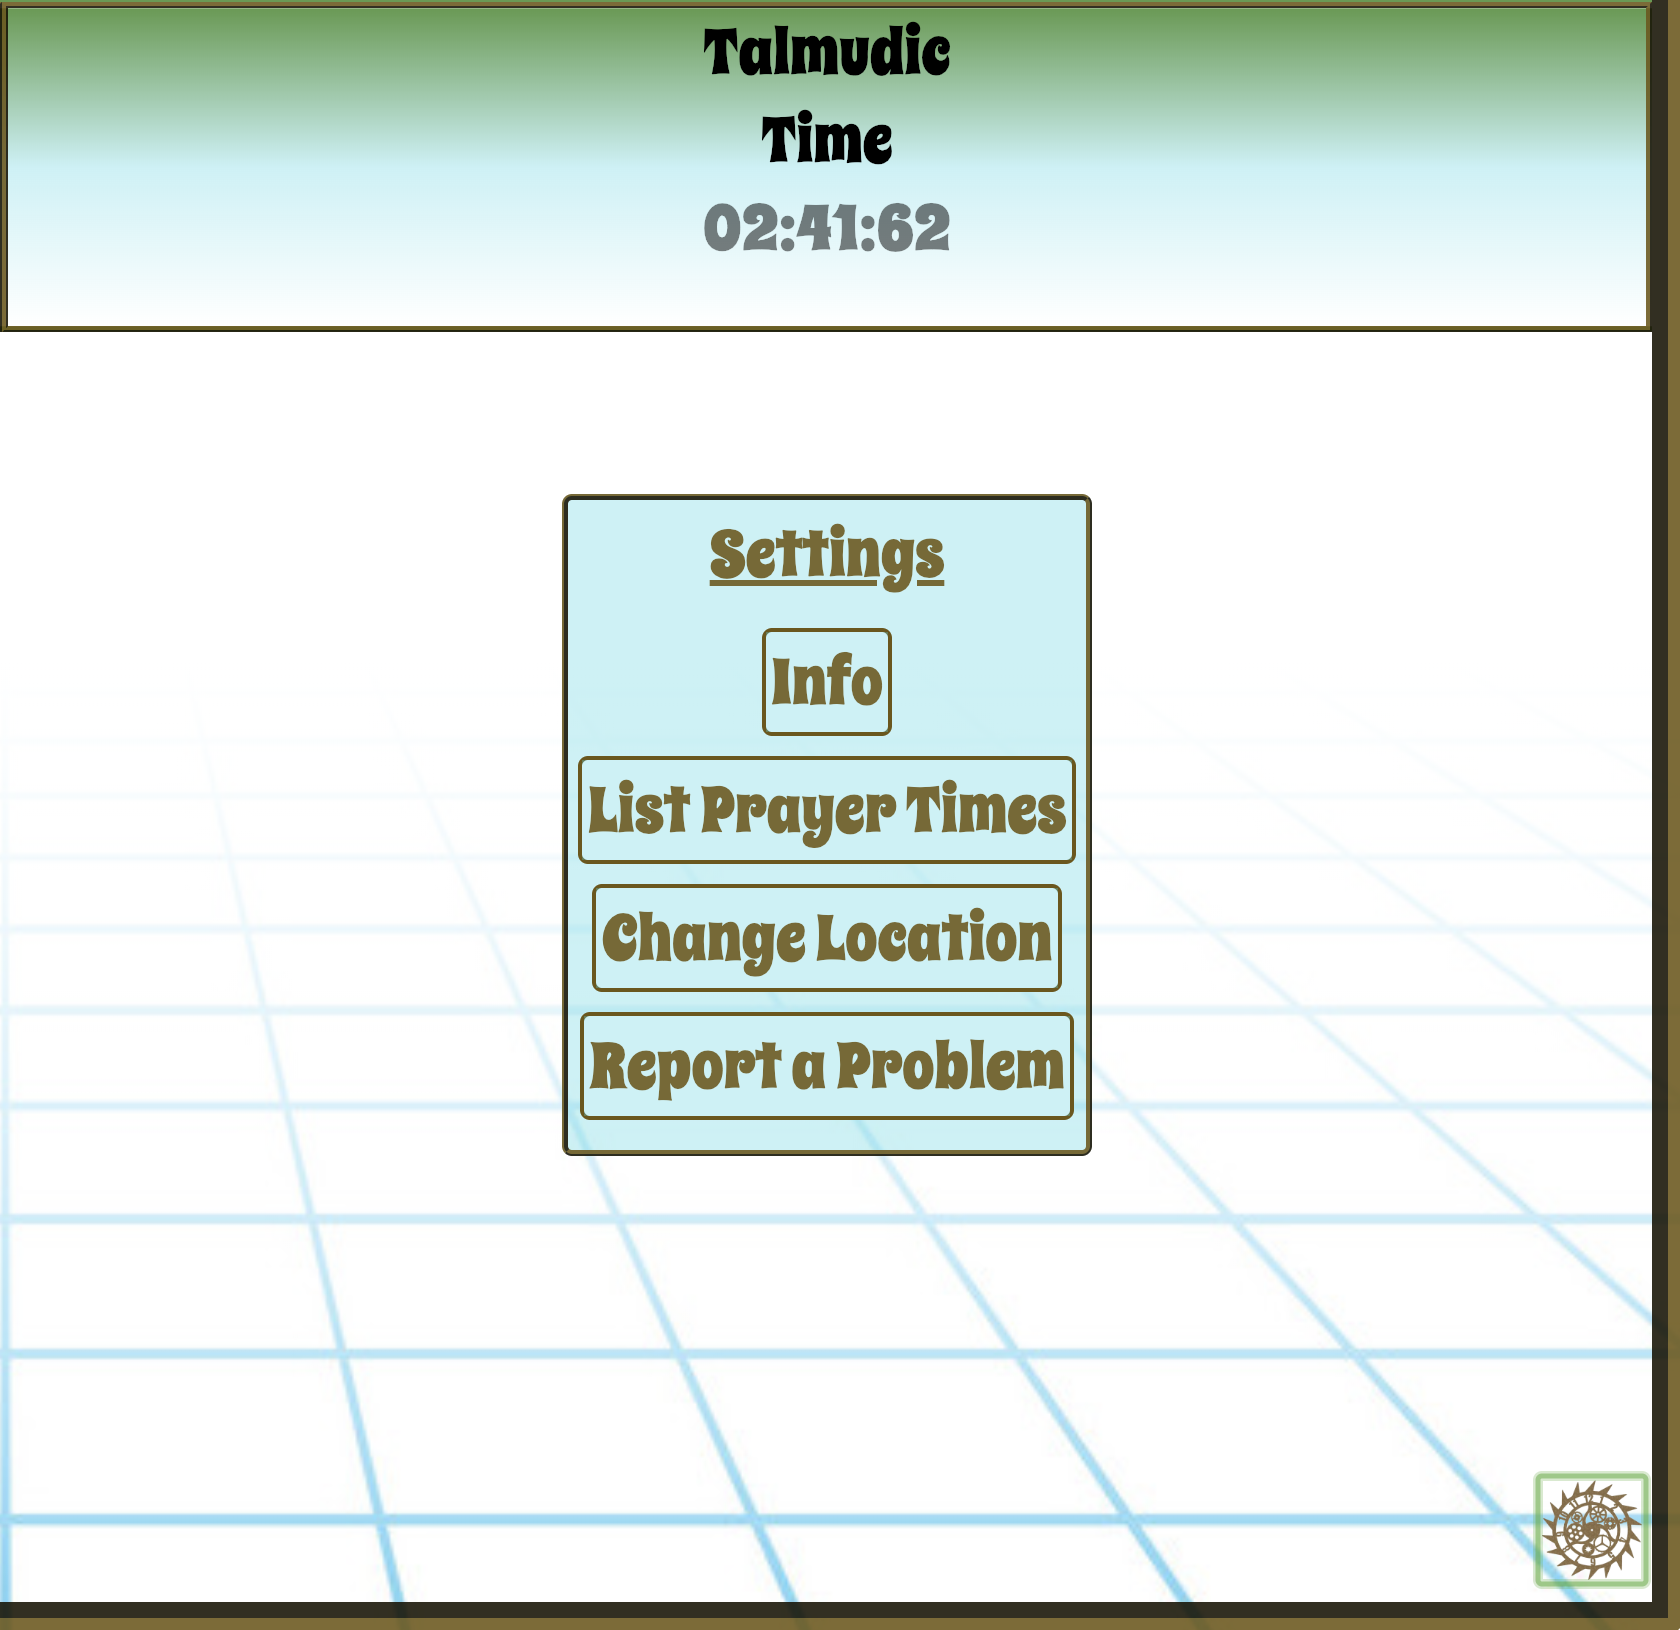 Talmudic
Time
02:41:62
Settings
Info
List Prayer Times
Change Location
Report a Problem